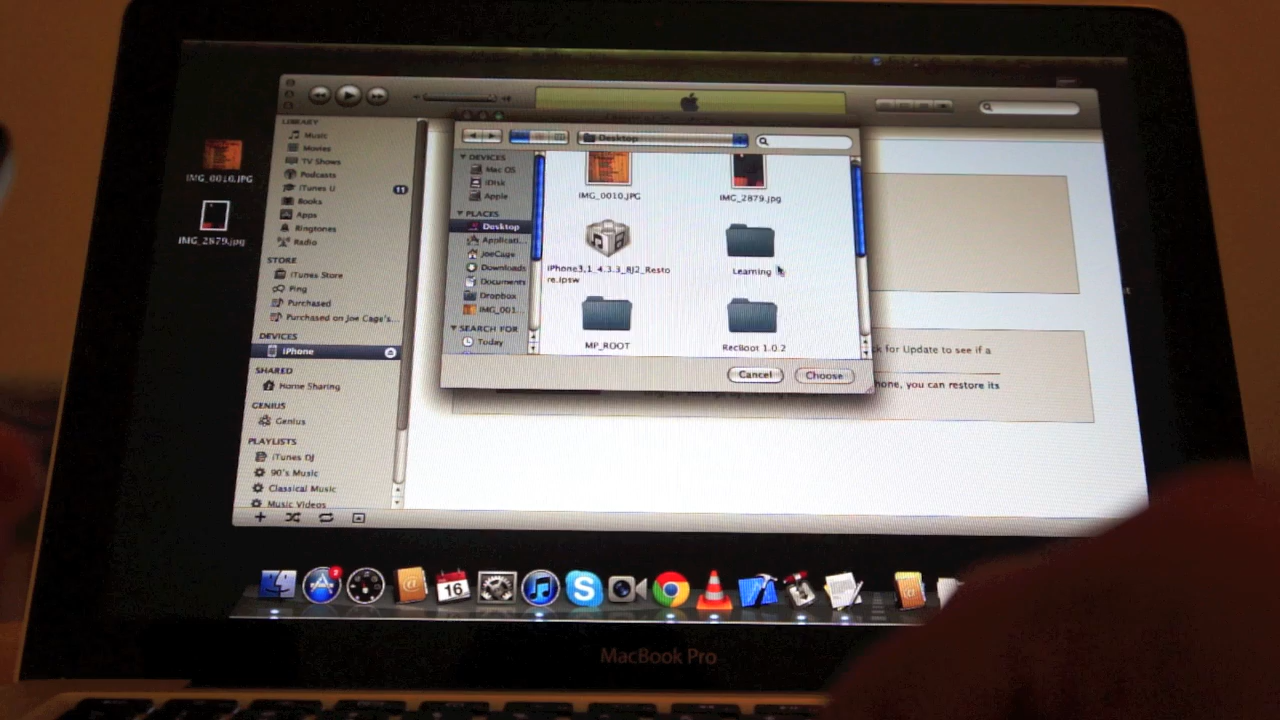 IMG_0010.JPG
IMG_2879.jpg
LIBRARY
Music
Movies
TV Shows
Podcasts
iTunes U
11
Books
Apps
Ringtones
Radio
STORE
iTunes Store
Ping
Purchased
Purchased on Joe Cage's...
DEVICES
iPhone
SHARED
Home Sharing
GENIUS
Genius
PLAYLISTS
iTunes DJ
90's Music
Classical Music
Music Videos
Desktop
DEVICES
Mac OS
iDisk
Apple
PLACES
Desktop
Applicati...
JoeCage
Downloads
Documents
Dropbox
IMG_001...
SEARCH FOR
Today
IMG_0010.JPG
IMG_2879.jpg
iPhone3,1_4.3.3_8J2_Resto
re.ipsw
Learning
MP_ROOT
RecBoot 1.0.2
Cancel
Choose
ck for Update to see if a
hone, you can restore its
2
16
S
MacBook Pro